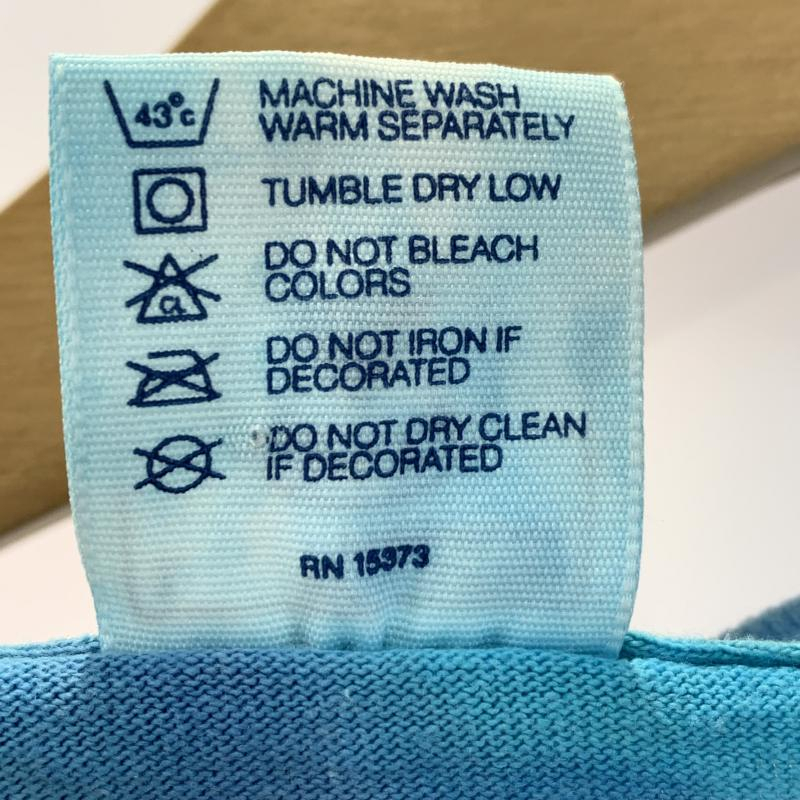 43°C MACHINE WASH
WARM SEPARATELY
TUMBLE DRY LOW
DO NOT BLEACH
CL COLORS
DO NOT IRON IF
DECORATED
DO NOT DRY CLEAN
IF DECORATED
RN 15373